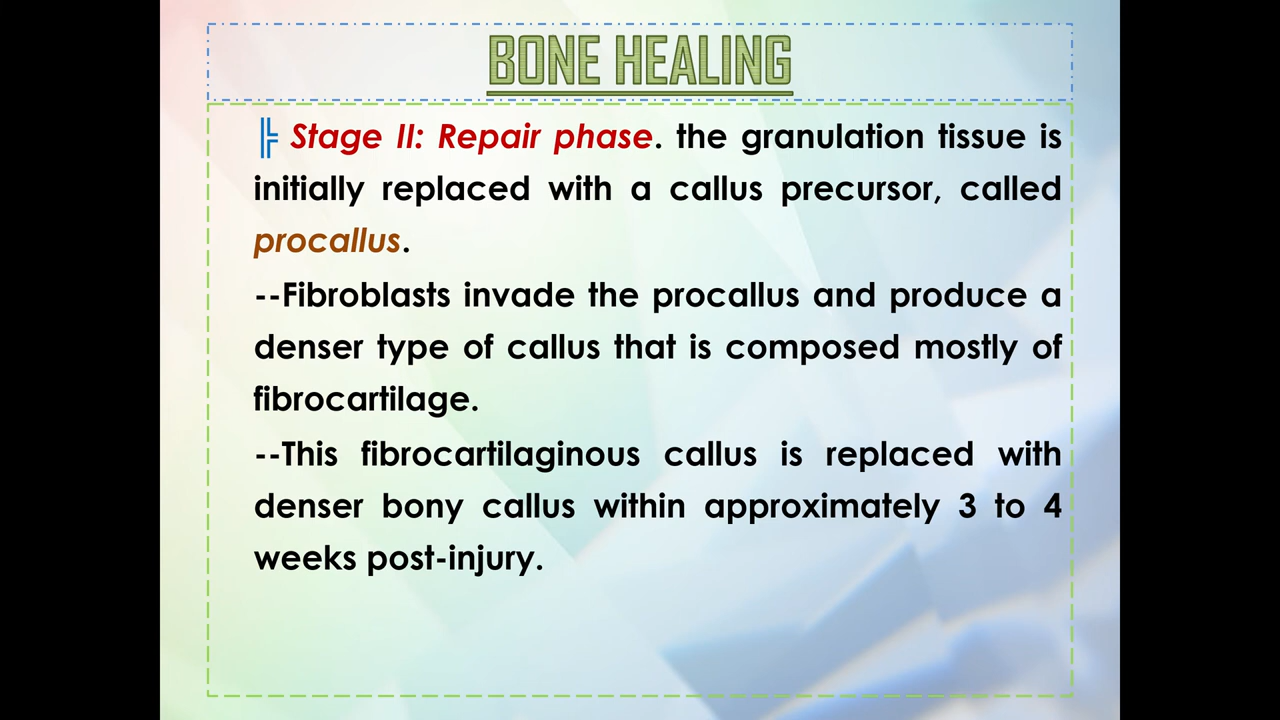 BONE HEALING
╠ Stage II: Repair phase. the granulation tissue is
initially replaced with a callus precursor, called
procallus.
--Fibroblasts invade the procallus and produce a
denser type of callus that is composed mostly of
fibrocartilage.
--This fibrocartilaginous callus is replaced with
denser bony callus within approximately 3 to 4
weeks post-injury.